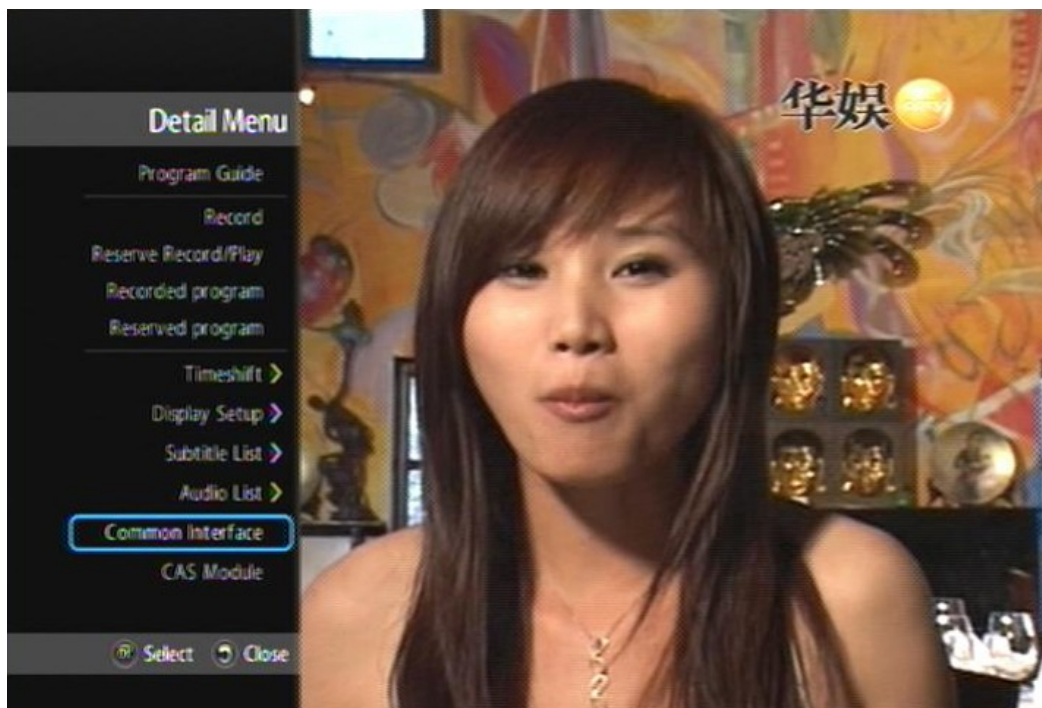 Detail Menu
Program Guide
Record
Reserve Record/Play
Recorded program
Reserved program
Timeshift
Display Setup
Subtitle List
Audio List
Common Interface
CAS Module
Select Close
华娱